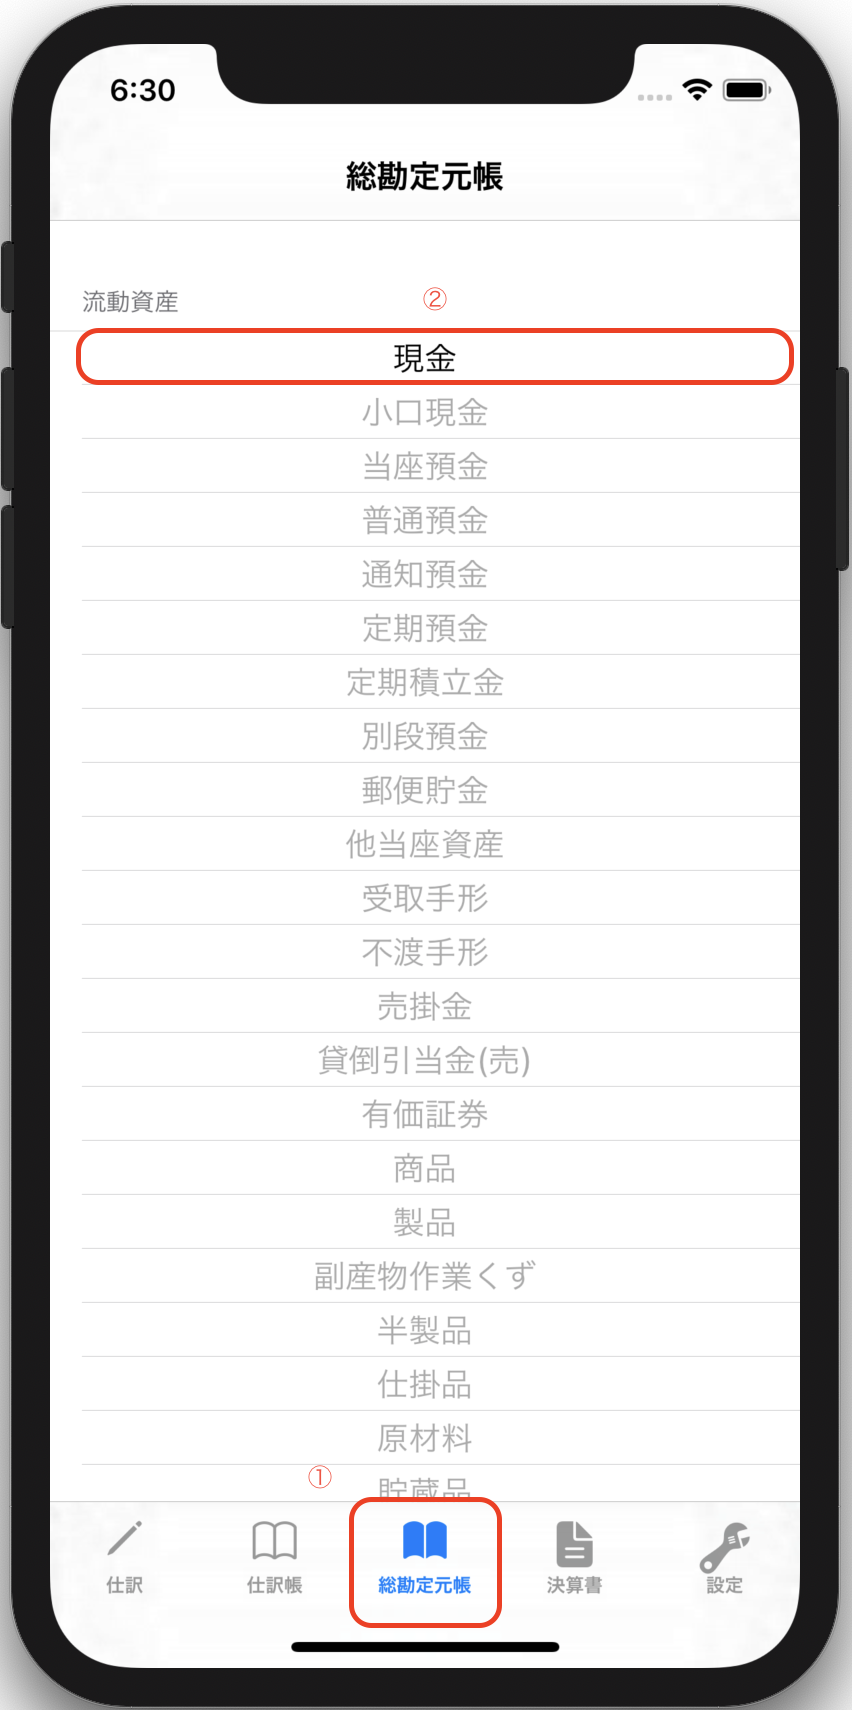 6:30
総勘定元帳
流動資産
②
現金
小口現金
当座預金
普通預金
通知預金
定期預金
定期積立金
別段預金
郵便貯金
他当座資産
受取手形
不渡手形
売掛金
貸倒引当金(売)
有価証券
商品
製品
副産物作業くず
半製品
仕掛品
原材料
貯蔵品
①
仕訳
仕訳帳
総勘定元帳
決算書
設定